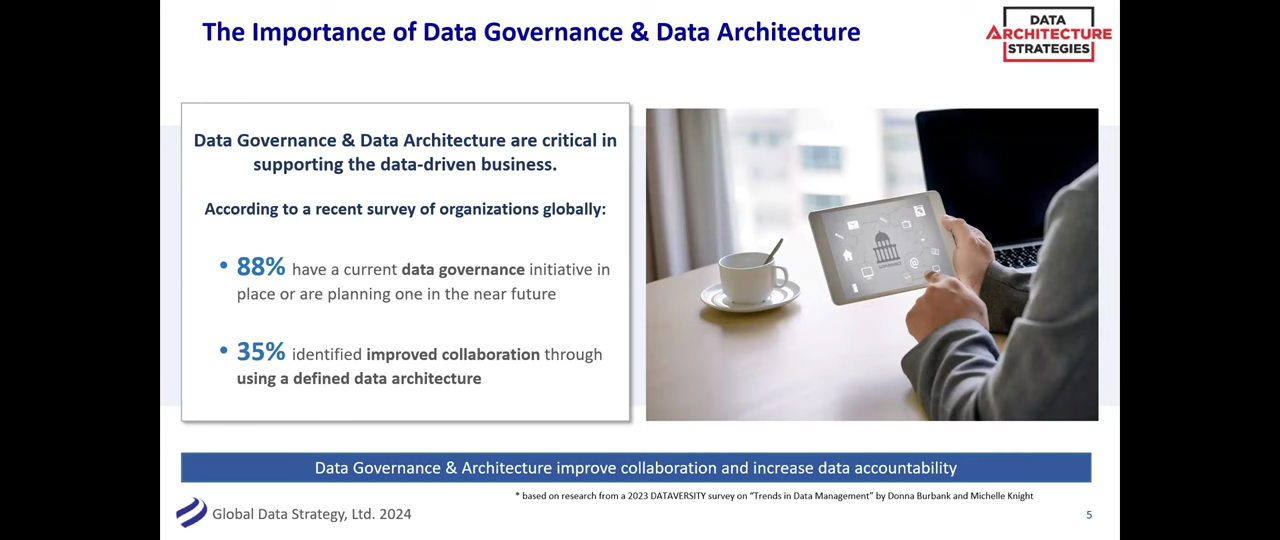 The Importance of Data Governance & Data Architecture
DATA
ARCHITECTURE
STRATEGIES
Data Governance & Data Architecture are critical in
supporting the data-driven business.
According to a recent survey of organizations globally:
• 88% have a current data governance initiative in
place or are planning one in the near future
• 35% identified improved collaboration through
using a defined data architecture
GOVERNANCE
@
Data Governance & Architecture improve collaboration and increase data accountability
* based on research from a 2023 DATAVERSITY survey on “Trends in Data Management” by Donna Burbank and Michelle Knight
Global Data Strategy, Ltd. 2024
5